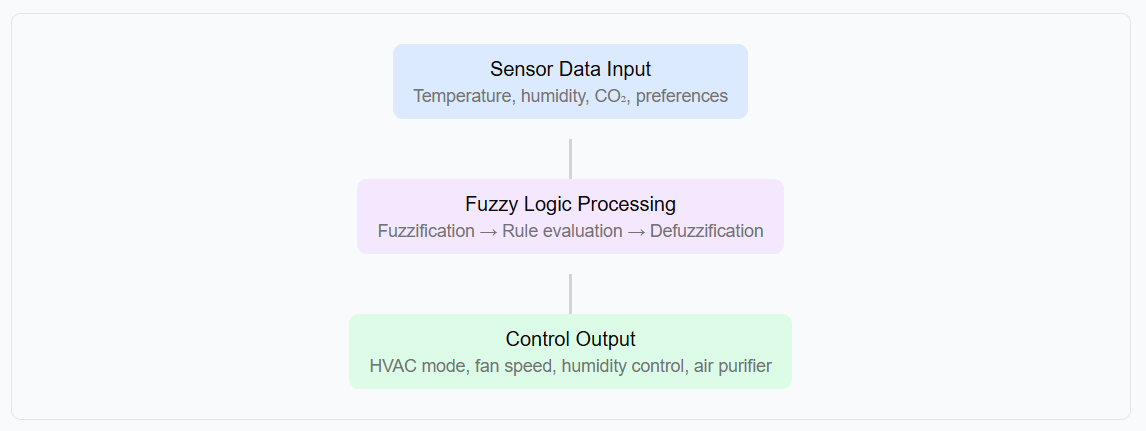 Sensor Data Input
Temperature, humidity, CO₂, preferences
Fuzzy Logic Processing
Fuzzification → Rule evaluation → Defuzzification
Control Output
HVAC mode, fan speed, humidity control, air purifier